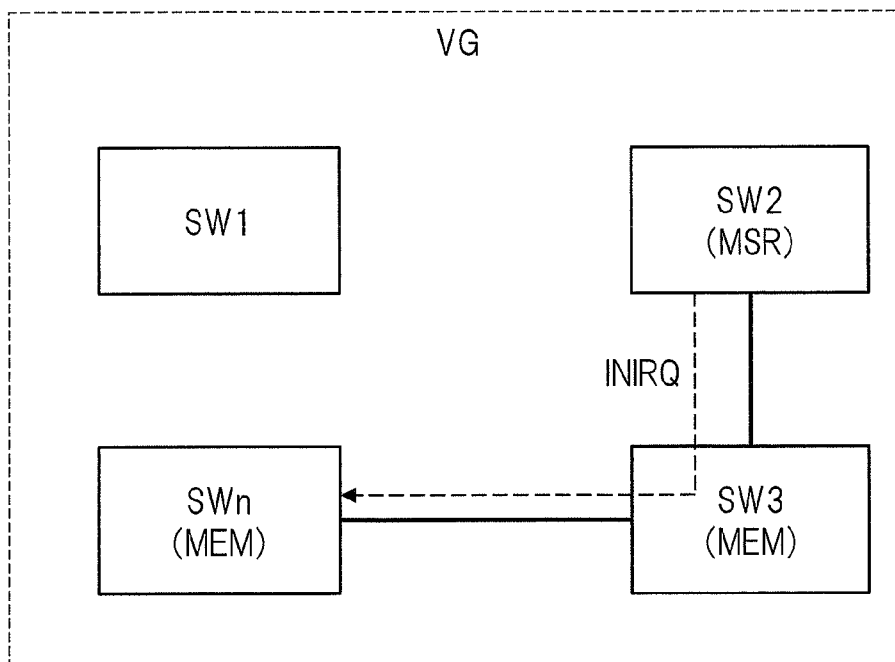 VG
SW1
SW2
(MSR)
INIRQ
SWn
(MEM)
SW3
(MEM)